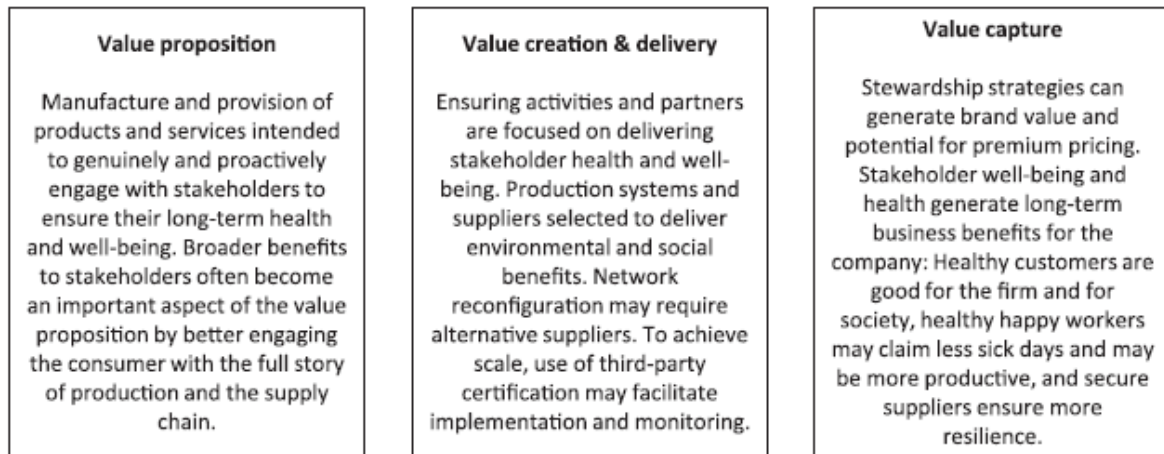 Value proposition
Manufacture and provision of
products and services intended
to genuinely and proactively
engage with stakeholders to
ensure their long-term health
and well-being. Broader benefits
to stakeholders often become
an important aspect of the value
proposition by better engaging
the consumer with the full story
of production and the supply
chain.
Value creation & delivery
Ensuring activities and partners
are focused on delivering
stakeholder health and well-
being. Production systems and
suppliers selected to deliver
environmental and social
benefits. Network
reconfiguration may require
alternative suppliers. To achieve
scale, use of third-party
certification may facilitate
implementation and monitoring.
Value capture
Stewardship strategies can
generate brand value and
potential for premium pricing.
Stakeholder well-being and
health generate long-term
business benefits for the
company: Healthy customers are
good for the firm and for
society, healthy happy workers
may claim less sick days and may
be more productive, and secure
suppliers ensure more
resilience.